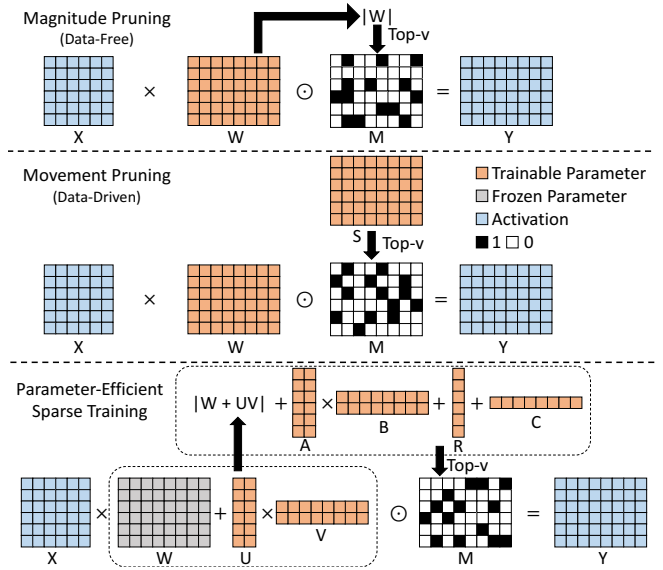 Magnitude Pruning
(Data-Free)
|W|
Top-v
× ⊙ =
X W M Y
Movement Pruning
(Data-Driven)
Trainable Parameter
Frozen Parameter
Activation
1 0
S
Top-v
× ⊙ =
X W M Y
Parameter-Efficient
Sparse Training
|W + UV| + × + +
A B R C
Top-v
× + × ⊙ =
X W U V M Y